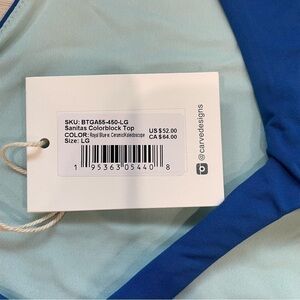 SKU: BTGA55-450-LG
Sanitas Colorblock Top
COLOR: Royal Blue w. Ceramic Kaleidoscope
Size: LG
US $ 52.00
CA $ 64.00
1 95363 05440 8
@carvedesigns